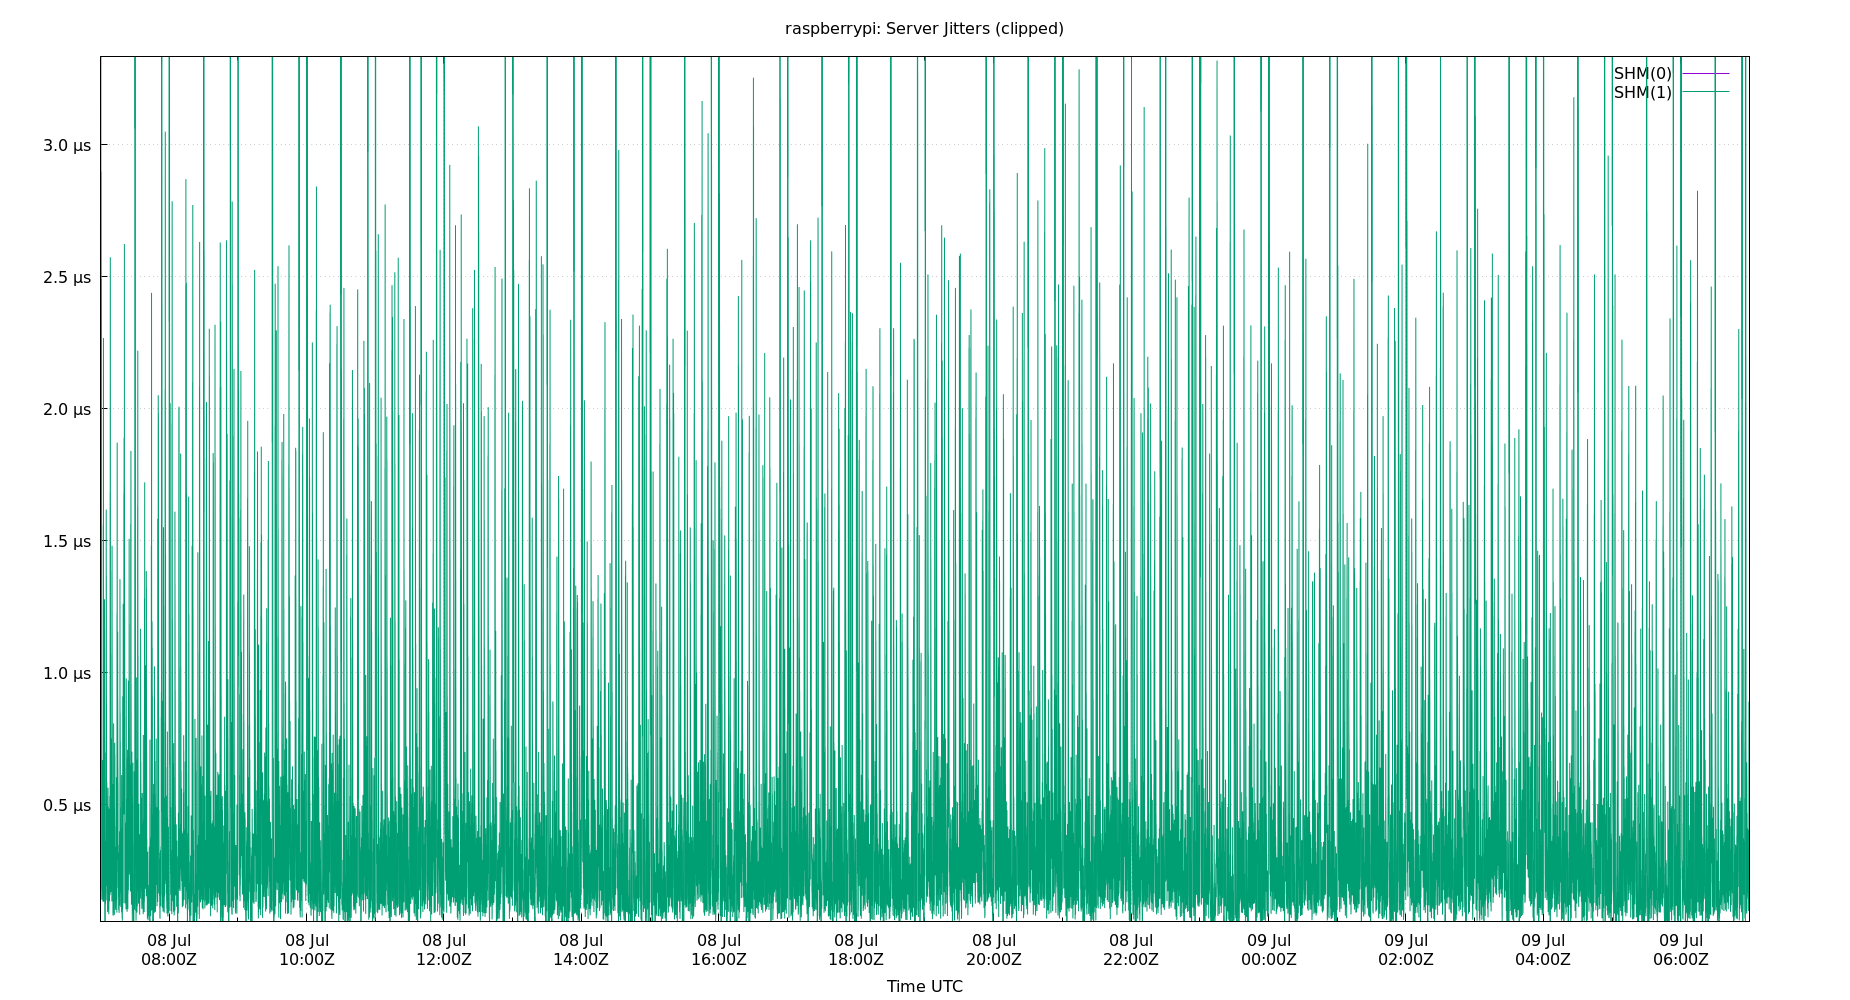 raspberrypi: Server Jitters (clipped)
SHM(0)
SHM(1)
3.0 µs
2.5 µs
2.0 µs
1.5 µs
1.0 µs
0.5 µs
08 Jul 08 Jul 08 Jul 08 Jul 08 Jul 08 Jul 08 Jul 08 Jul 09 Jul 09 Jul 09 Jul 09 Jul
08:00Z 10:00Z 12:00Z 14:00Z 16:00Z 18:00Z 20:00Z 22:00Z 00:00Z 02:00Z 04:00Z 06:00Z
Time UTC